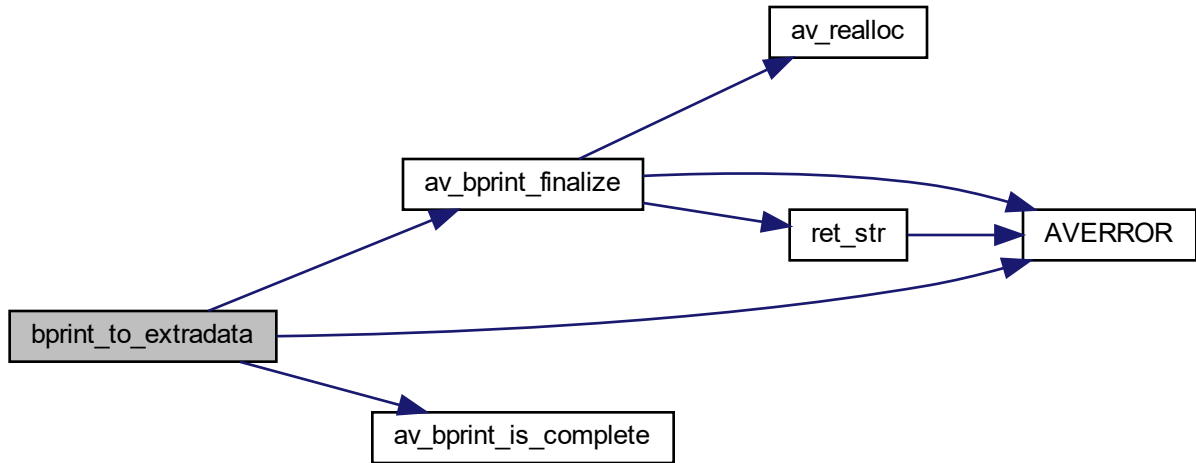 av_realloc
av_bprint_finalize
ret_str
AVERROR
bprint_to_extradata
av_bprint_is_complete